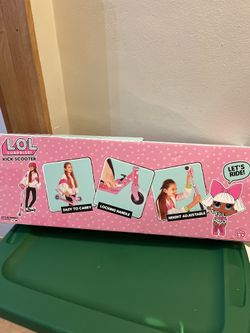 L.O.L
SURPRISE!
KICK SCOOTER
EASY TO CARRY
LOCKING HANDLE
HEIGHT ADJUSTABLE
LET'S
RIDE!